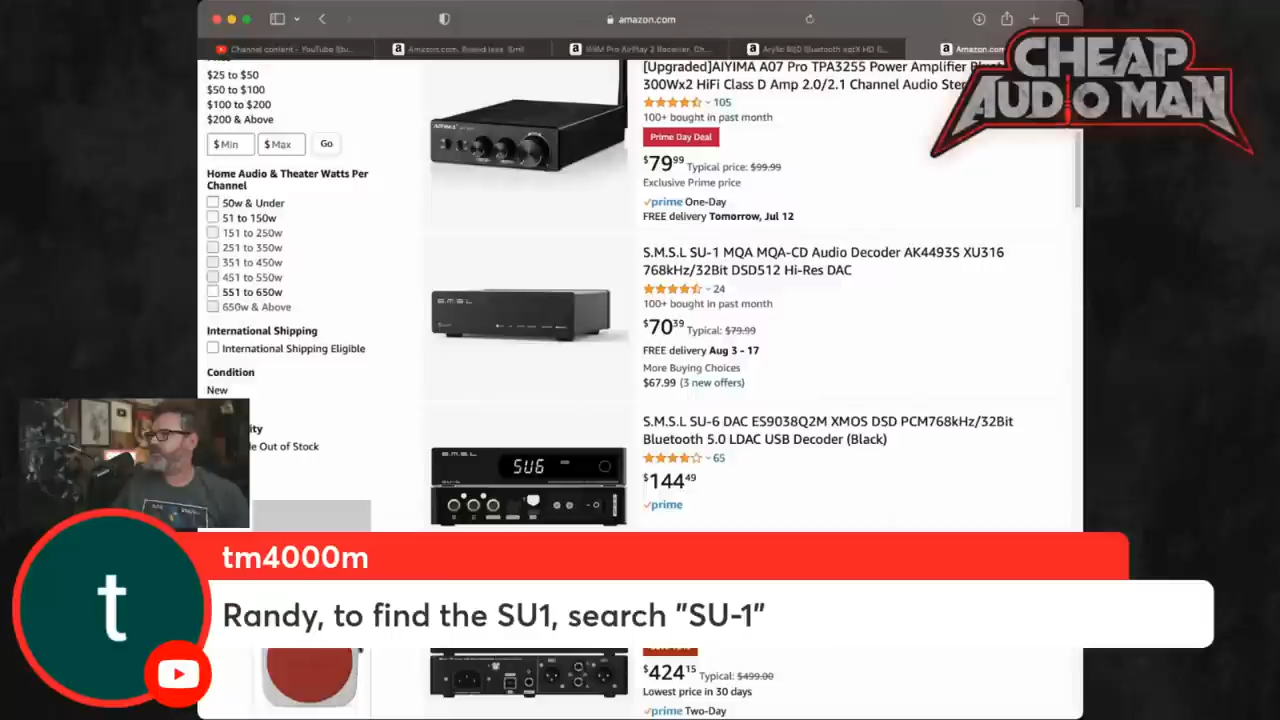 amazon.com
Channel content - YouTube Stu...
Amazon.com. Spend less. Smil
WiiM Pro AirPlay 2 Receiver, Ch...
Arylic B50 Bluetooth aptX HD S...
Amazon.com
CHEAP
AUDIO MAN
$25 to $50
$50 to $100
$100 to $200
$200 & Above
$ Min
$ Max
Go
Home Audio & Theater Watts Per
Channel
50w & Under
51 to 150w
151 to 250w
251 to 350w
351 to 450w
451 to 550w
551 to 650w
650w & Above
International Shipping
International Shipping Eligible
Condition
New
ity
e Out of Stock
[Upgraded]AIYIMA A07 Pro TPA3255 Power Amplifier
300Wx2 HiFi Class D Amp 2.0/2.1 Channel Audio Ste
105
100+ bought in past month
Prime Day Deal
$79.99 Typical price: $99.99
Exclusive Prime price
prime One-Day
FREE delivery Tomorrow, Jul 12
S.M.S.L
S.M.S.L SU-1 MQA MQA-CD Audio Decoder AK4493S XU316
768kHz/32Bit DSD512 Hi-Res DAC
24
100+ bought in past month
$70.39 Typical: $79.99
FREE delivery Aug 3 - 17
More Buying Choices
$67.99 (3 new offers)
S.M.S.L
SU6
S.M.S.L SU-6 DAC ES9038Q2M XMOS DSD PCM768kHz/32Bit
Bluetooth 5.0 LDAC USB Decoder (Black)
65
$144.49
prime
t
tm4000m
Randy, to find the SU1, search "SU-1"
$424.15 Typical: $499.00
Lowest price in 30 days
prime Two-Day